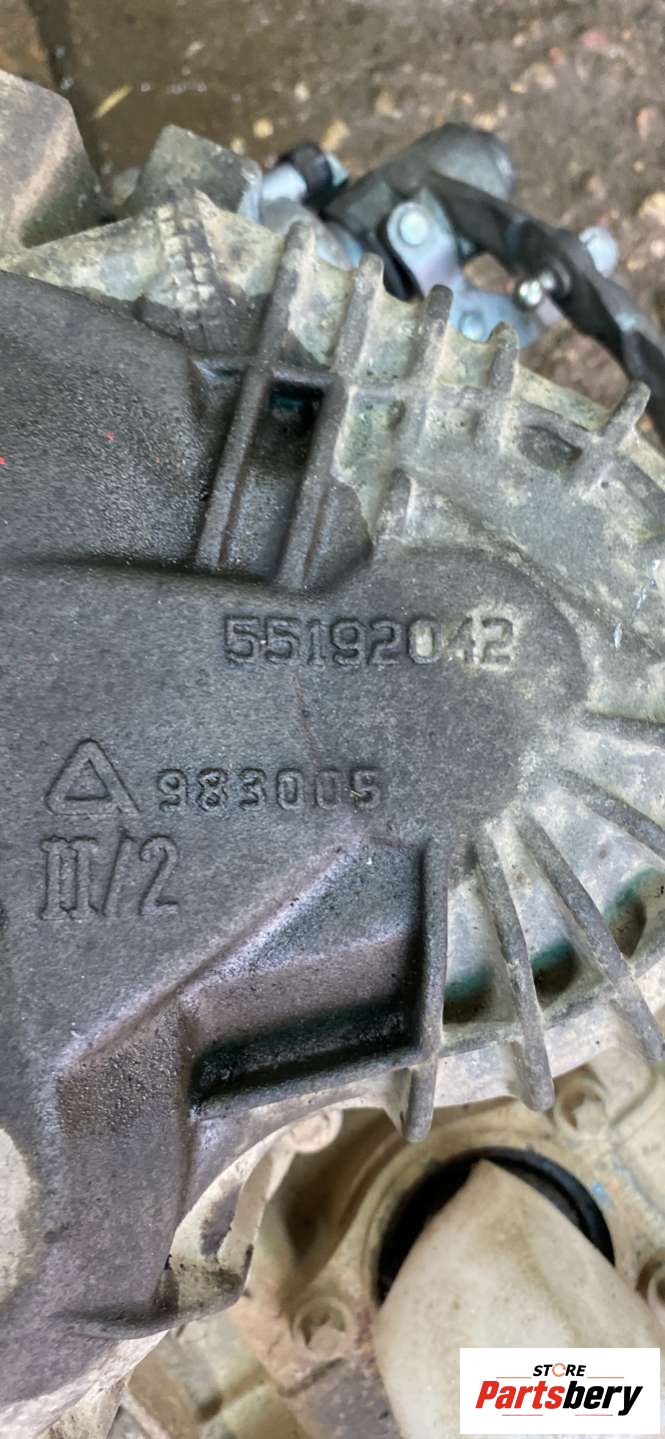 55192042
983005
II/2
STORE
Partsbery